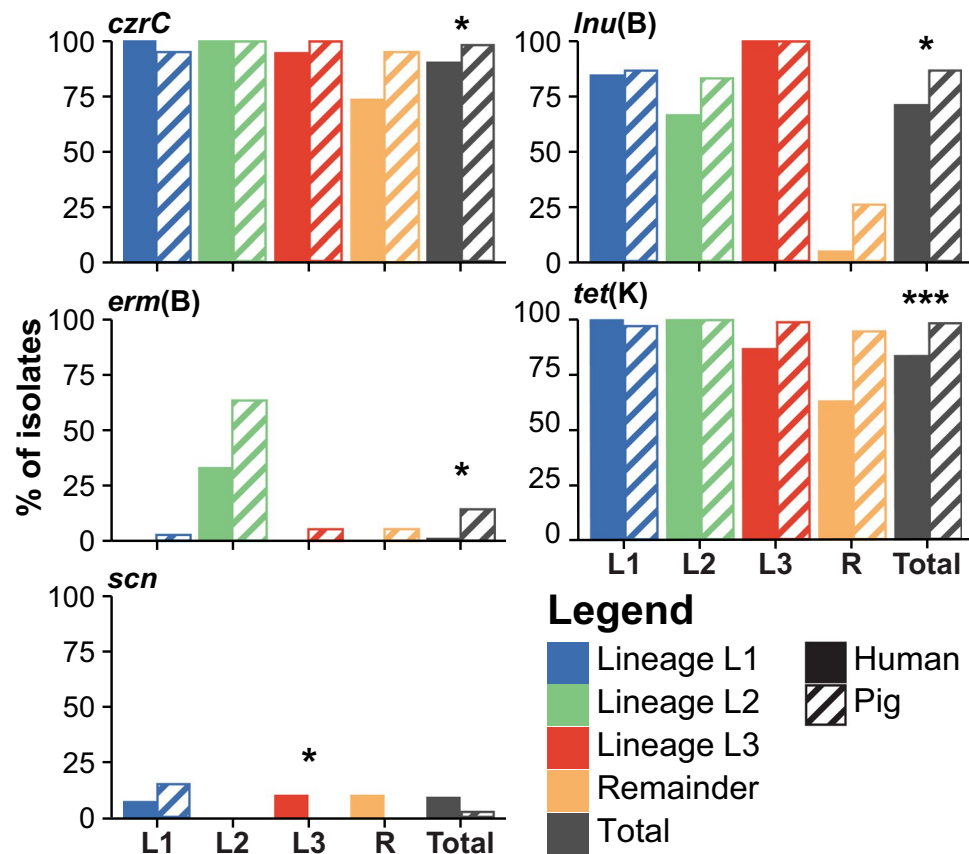 czrC
*
100
75
50
25
0
lnu(B)
*
100
75
50
25
0
erm(B)
*
100
75
50
25
0
tet(K)
***
100
75
50
25
0
L1 L2 L3 R Total
% of isolates
scn
*
100
75
50
25
0
L1 L2 L3 R Total
Legend
Lineage L1
Lineage L2
Lineage L3
Remainder
Total
Human
Pig